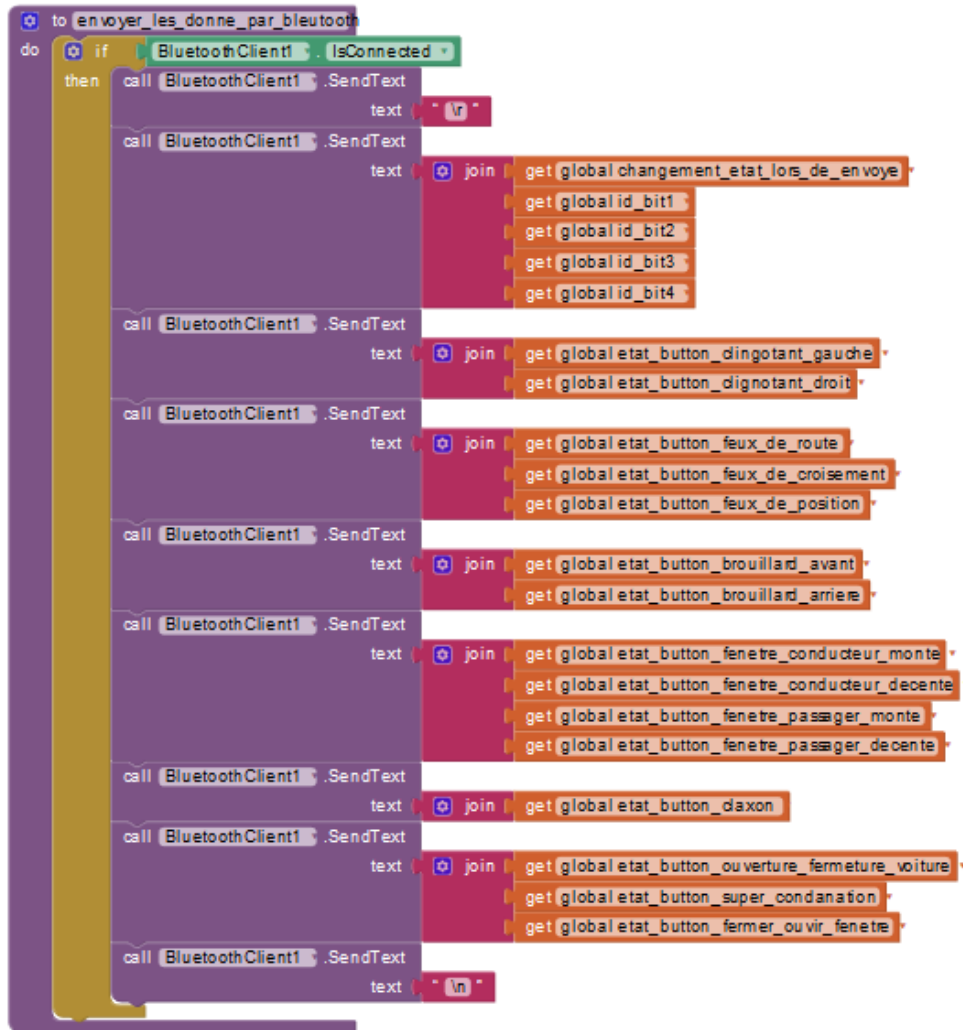 to envoyer_les_donne_par_bleutooth
do if BluetoothClient1 . IsConnected
then call BluetoothClient1 .SendText
text " \r "
call BluetoothClient1 .SendText
text join get global changement_etat_lors_de_envoye
get global id_bit1
get global id_bit2
get global id_bit3
get global id_bit4
call BluetoothClient1 .SendText
text join get global etat_button_clingotant_gauche
get global etat_button_clignotant_droit
call BluetoothClient1 .SendText
text join get global etat_button_feux_de_route
get global etat_button_feux_de_croisement
get global etat_button_feux_de_position
call BluetoothClient1 .SendText
text join get global etat_button_brouillard_avant
get global etat_button_brouillard_arriere
call BluetoothClient1 .SendText
text join get global etat_button_fenetre_conducteur_monte
get global etat_button_fenetre_conducteur_decente
get global etat_button_fenetre_passager_monte
get global etat_button_fenetre_passager_decente
call BluetoothClient1 .SendText
text join get global etat_button_claxon
call BluetoothClient1 .SendText
text join get global etat_button_ouverture_fermeture_voiture
get global etat_button_super_condanation
get global etat_button_fermer_ouvir_fenetre
call BluetoothClient1 .SendText
text " \n "